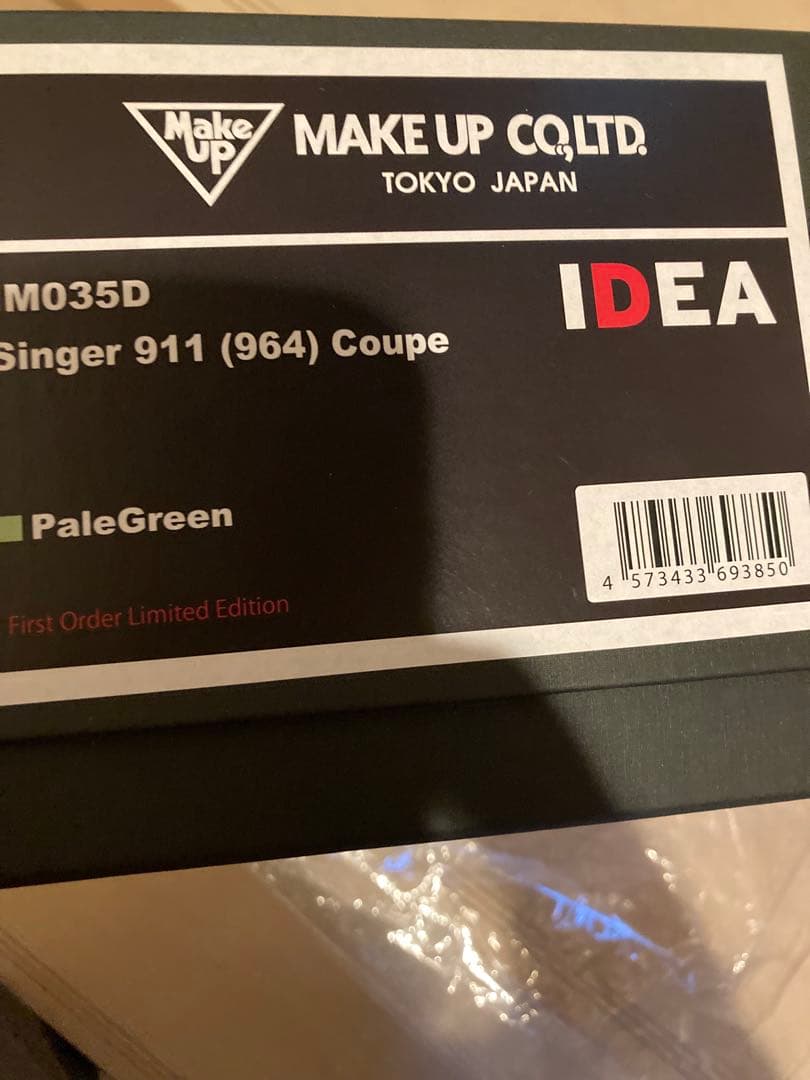 Make Up
MAKE UP CO.,LTD.
TOKYO JAPAN
IDEA
M035D
Singer 911 (964) Coupe
PaleGreen
First Order Limited Edition
4 573433 693850